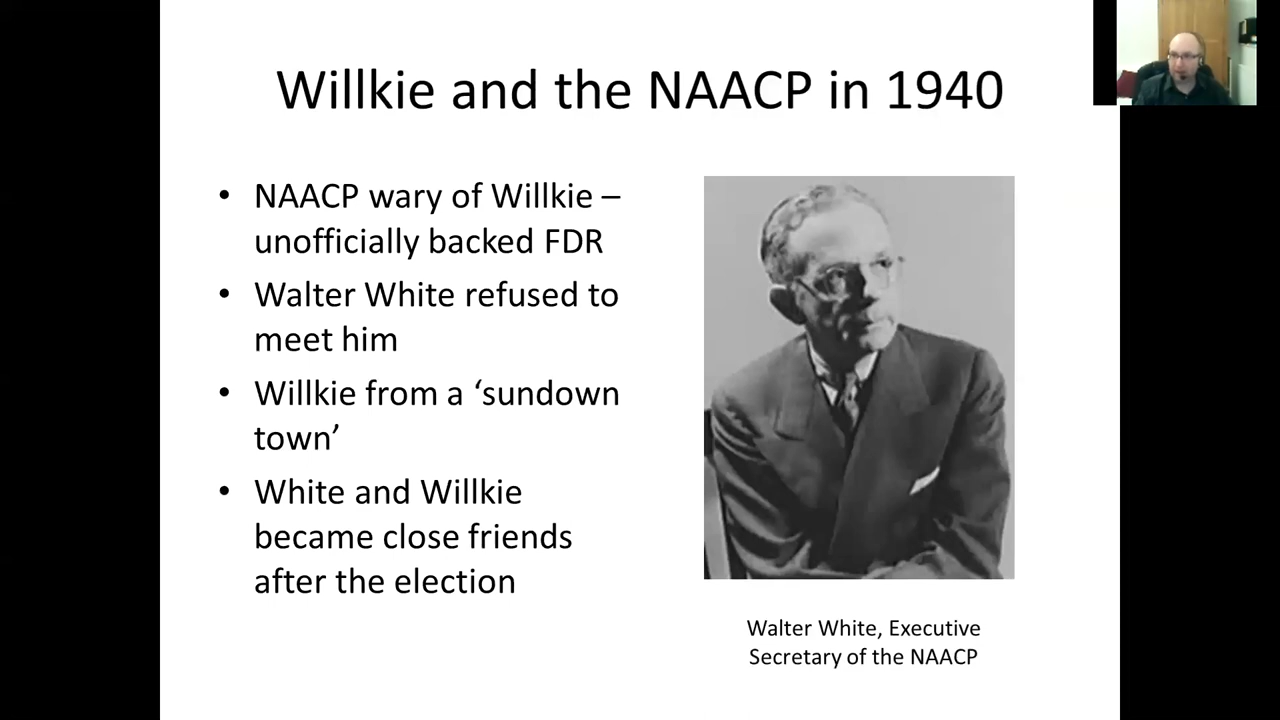 Willkie and the NAACP in 1940
• NAACP wary of Willkie –
unofficially backed FDR
• Walter White refused to
meet him
• Willkie from a ‘sundown
town’
• White and Willkie
became close friends
after the election
Walter White, Executive
Secretary of the NAACP